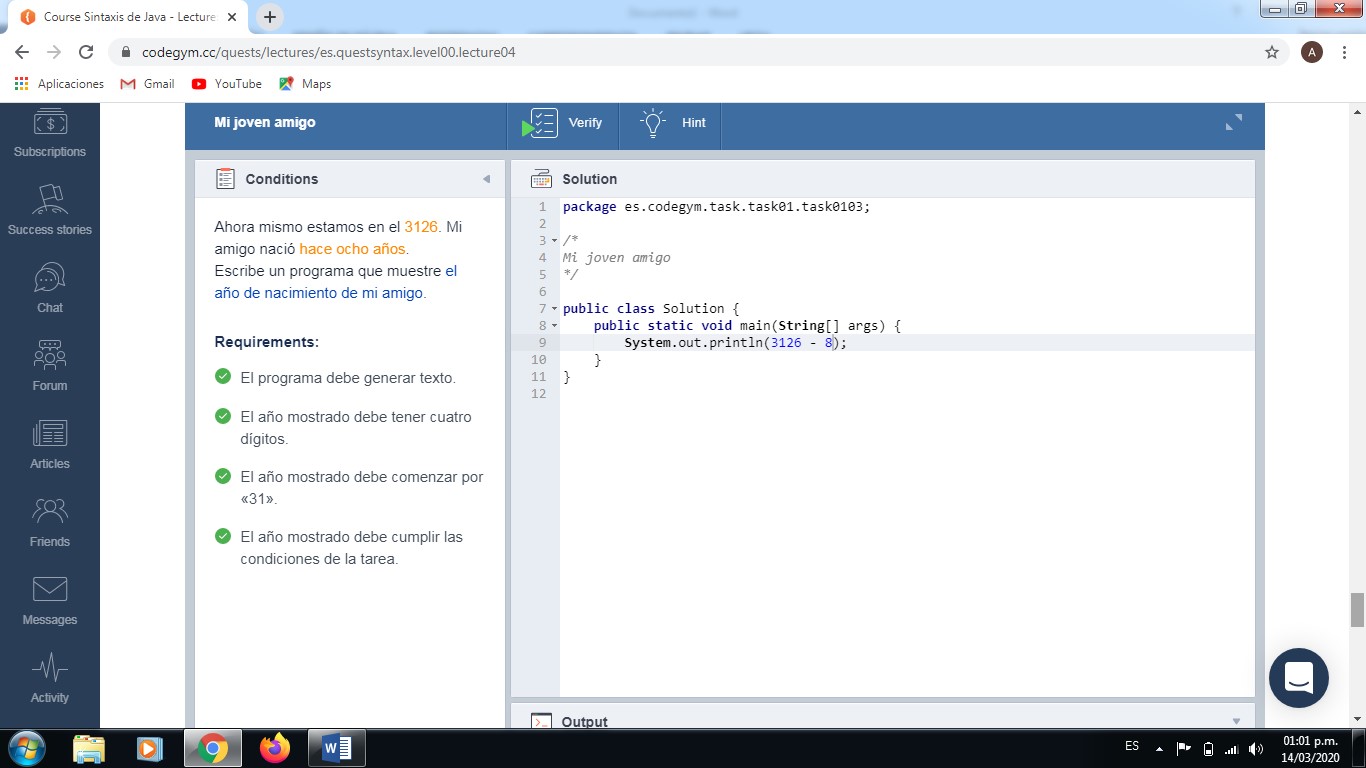 Course Sintaxis de Java - Lecture
codegym.cc/quests/lectures/es.questsyntax.level00.lecture04
A
Aplicaciones
Gmail
YouTube
Maps
Subscriptions
Success stories
Chat
Forum
Articles
Friends
Messages
Activity
Mi joven amigo
Verify
Hint
Conditions
Ahora mismo estamos en el 3126. Mi
amigo nació hace ocho años.
Escribe un programa que muestre el
año de nacimiento de mi amigo.
Requirements:
El programa debe generar texto.
El año mostrado debe tener cuatro
dígitos.
El año mostrado debe comenzar por
«31».
El año mostrado debe cumplir las
condiciones de la tarea.
Solution
1 package es.codegym.task.task01.task0103;
2
3 /*
4 Mi joven amigo
5 */
6
7 public class Solution {
8 public static void main(String[] args) {
9 System.out.println(3126 - 8);
10 }
11 }
12
Output
W
ES
01:01 p.m.
14/03/2020